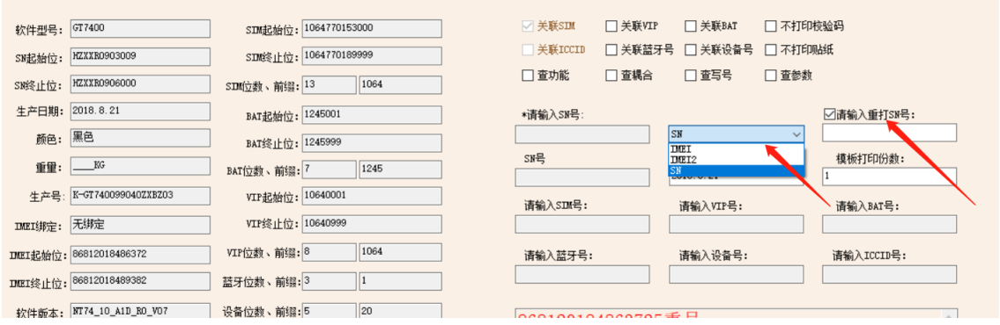 软件型号: GT7400
SN起始位: HZXXR0903009
SN终止位: HZXXR0906000
生产日期: 2018.8.21
颜色: 黑色
重量: ____KG
生产号: K-GT740099040ZXBZ03
IMEI绑定: 无绑定
IMEI起始位: 86812018486372
IMEI终止位: 86812018489382
软件版本: NT74_10_A1D_R0_V07
SIM起始位: 1064770153000
SIM终止位: 1064770189999
SIM位数、前缀: 13 1064
BAT起始位: 1245001
BAT终止位: 1245999
BAT位数、前缀: 7 1245
VIP起始位: 10640001
VIP终止位: 10640999
VIP位数、前缀: 8 1064
蓝牙位数、前缀: 3 1
设备位数、前缀: 5 20
关联SIM 关联VIP 关联BAT 不打印校验码
关联ICCID 关联蓝牙号 关联设备号 不打印贴纸
查功能 查耦合 查写号 查参数
*请输入SN号: 请输入重打SN号:
SN
IMEI
IMEI2
SN
SN号 模板打印份数:
2018.8.21 1
请输入SIM号: 请输入VIP号: 请输入BAT号:
请输入蓝牙号: 请输入设备号: 请输入ICCID号: